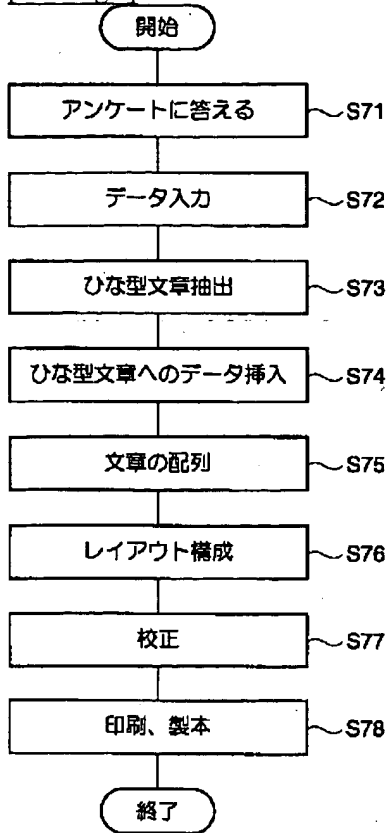 開始
アンケートに答える ～S71
データ入力 ～S72
ひな型文章抽出 ～S73
ひな型文章へのデータ挿入 ～S74
文章の配列 ～S75
レイアウト構成 ～S76
校正 ～S77
印刷、製本 ～S78
終了